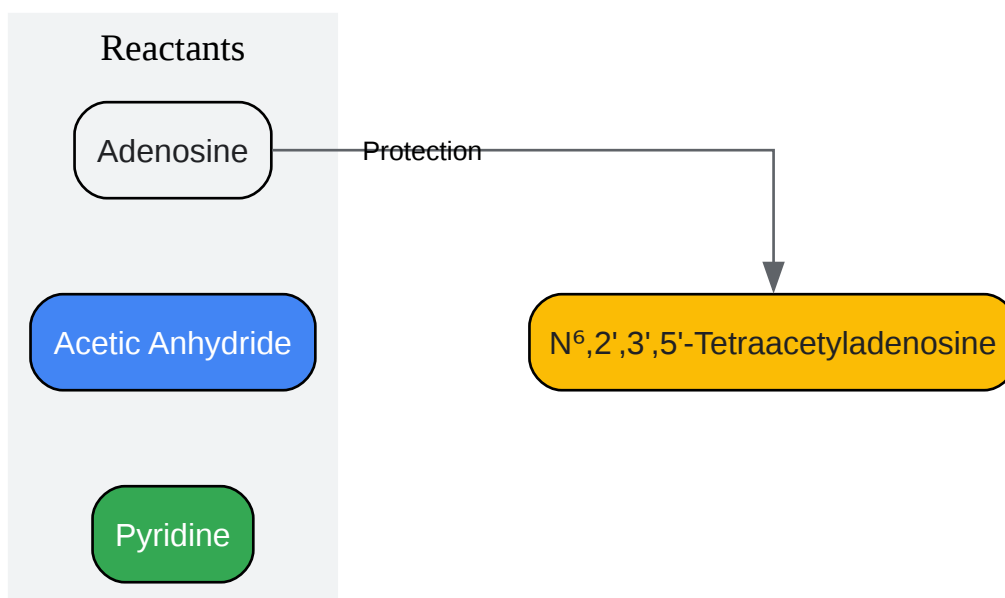 Reactants
Adenosine
Protection
Acetic Anhydride
N⁶,2',3',5'-Tetraacetyladenosine
Pyridine